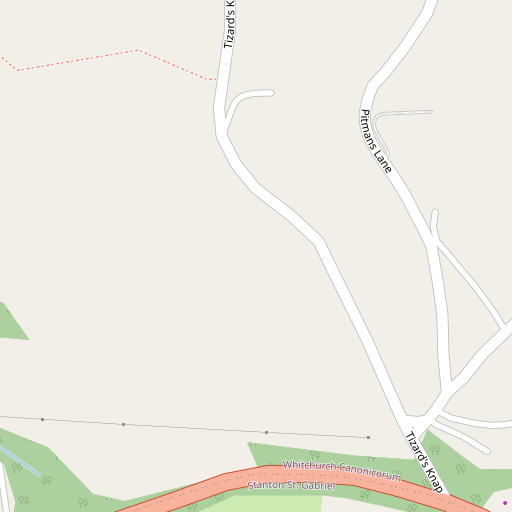 Tizard's K
Pitmans Lane
Tizard's Knap
Whitchurch Canonicorum
Stanton St. Gabriel